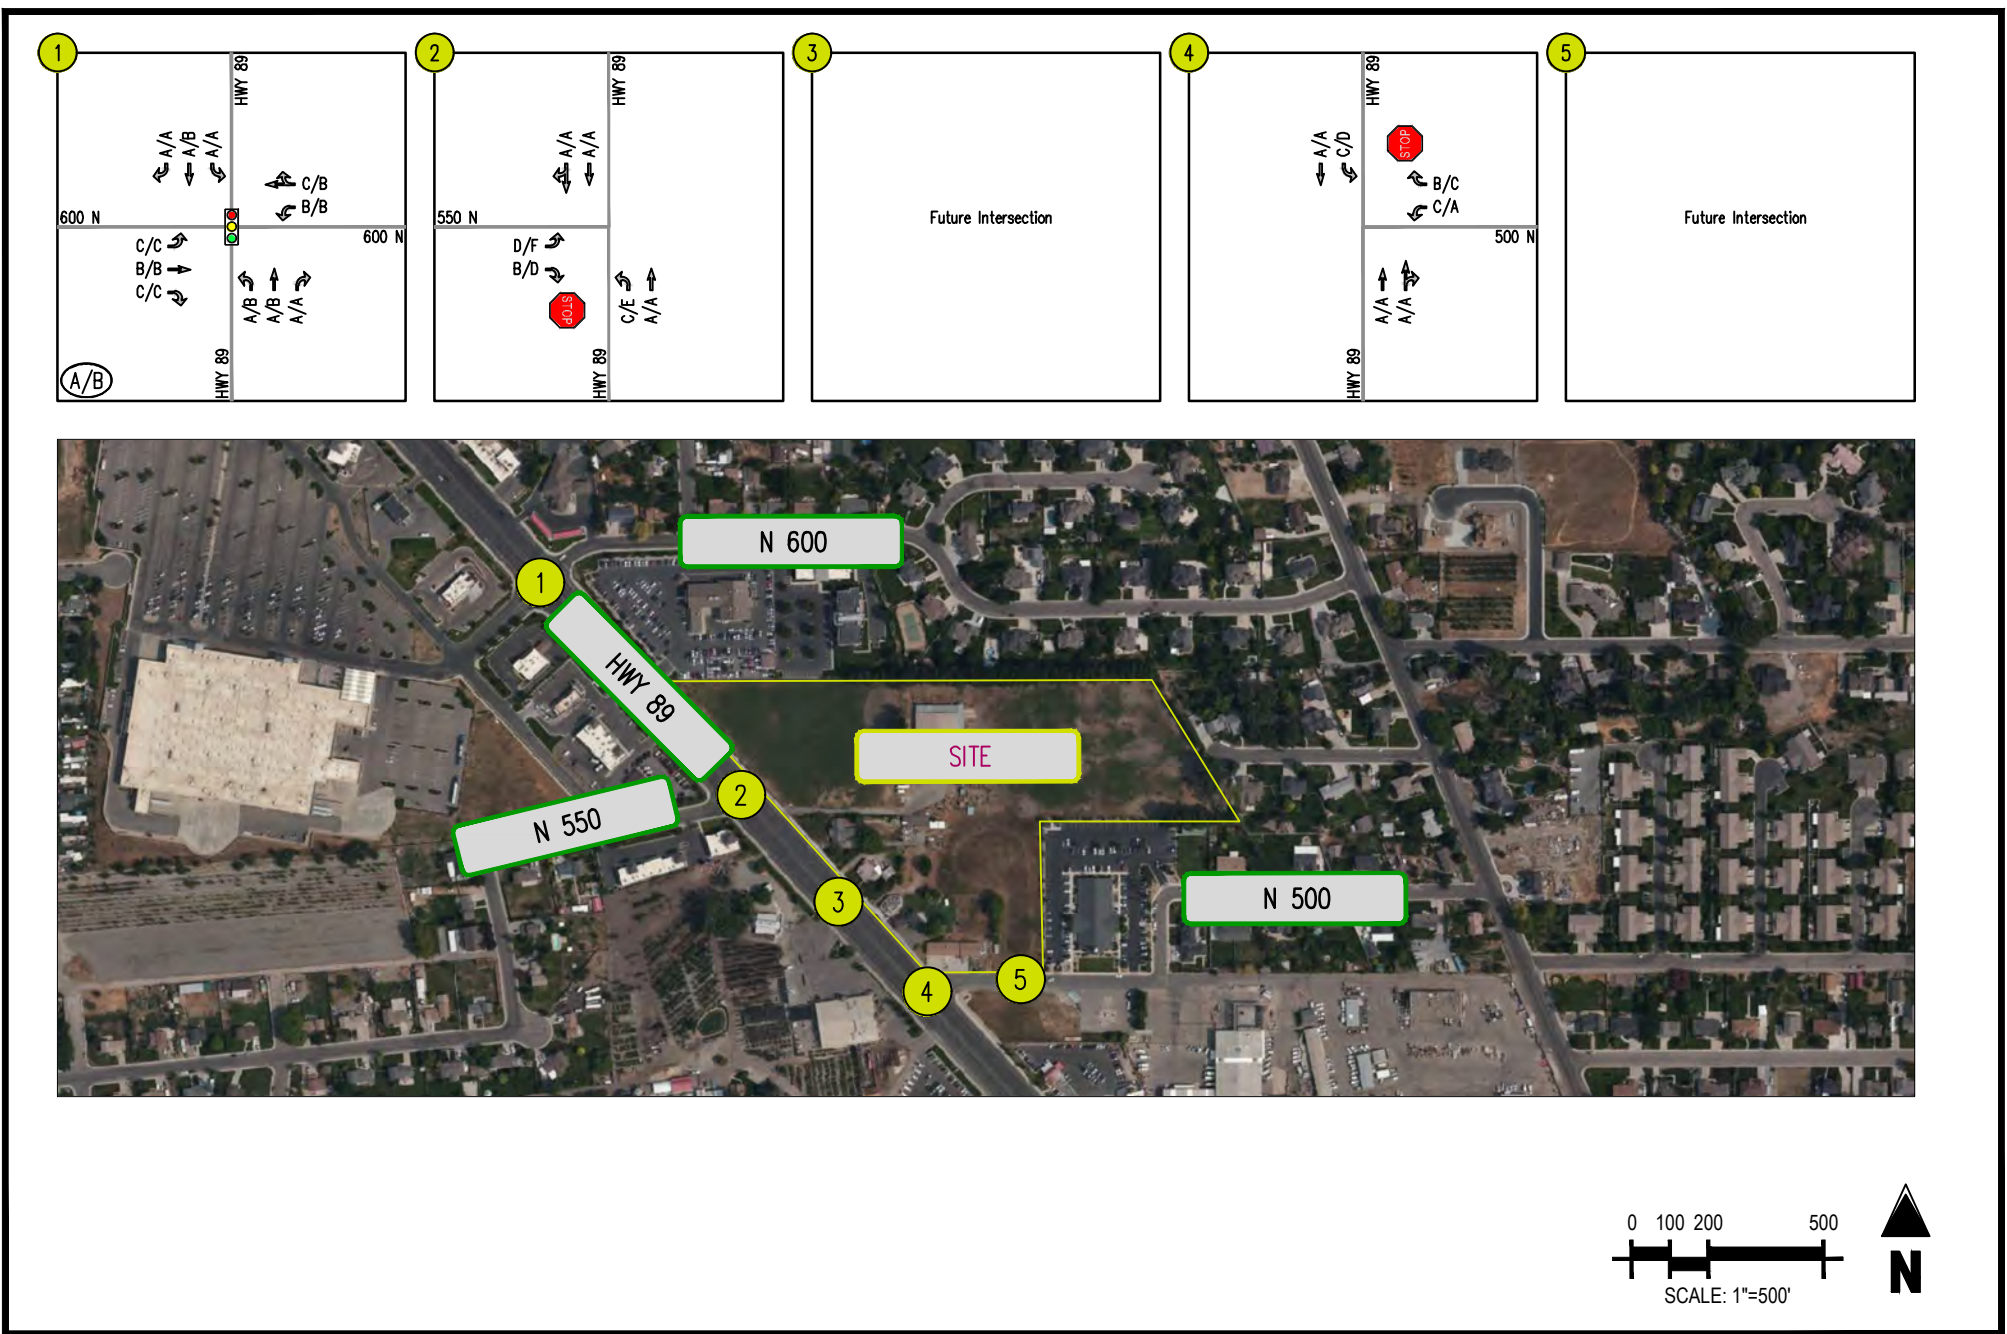 1
HWY 89
A/A
A/B
A/A
C/B
B/B
600 N
600 N
C/C
B/B
C/C
A/B
A/B
A/A
HWY 89
A/B
2
HWY 89
A/A
A/A
550 N
D/F
B/D
STOP
C/E
A/A
HWY 89
3
Future Intersection
4
HWY 89
A/A
C/D
STOP
B/C
C/A
500 N
A/A
A/A
HWY 89
5
Future Intersection
N 600
1
HWY 89
SITE
2
N 550
3
N 500
4
5
0 100 200 500
SCALE: 1"=500'
N